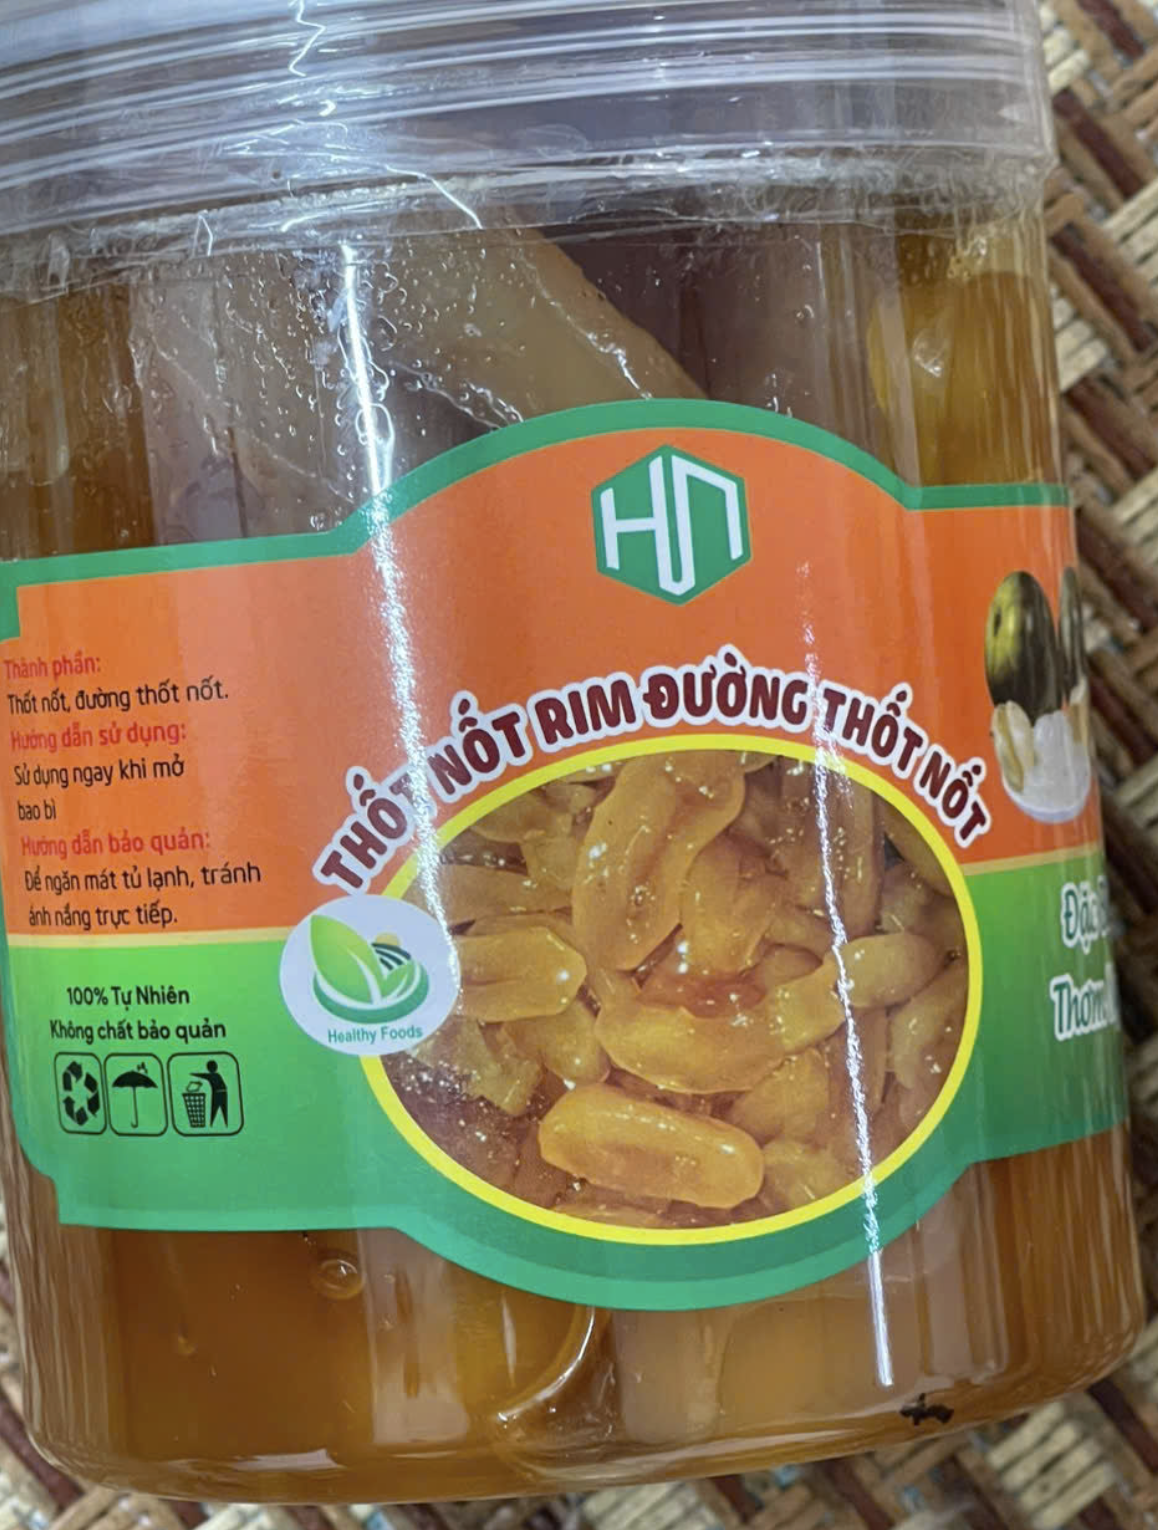 HN
THỐT NỐT RIM ĐƯỜNG THỐT NỐT
Thành phần:
Thốt nốt, đường thốt nốt.
Hướng dẫn sử dụng:
Sử dụng ngay khi mở
bao bì
Hướng dẫn bảo quản:
Để ngăn mát tủ lạnh, tránh
ánh nắng trực tiếp.
100% Tự Nhiên
Không chất bảo quản
Healthy Foods
Thơm